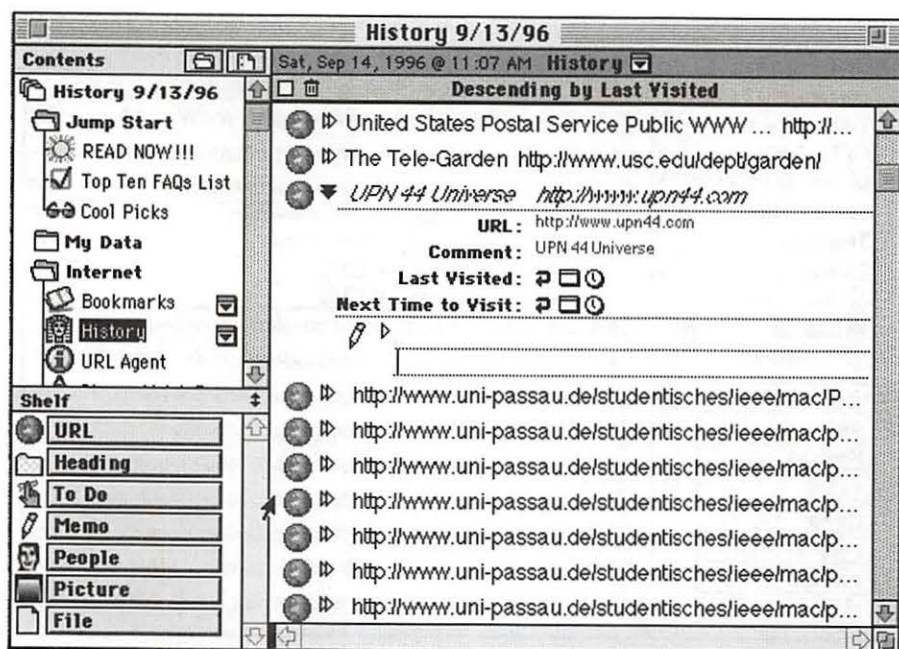 History 9/13/96
Contents
History 9/13/96
Jump Start
READ NOW!!!
Top Ten FAQs List
Cool Picks
My Data
Internet
Bookmarks
History
URL Agent
Shelf
URL
Heading
To Do
Memo
People
Picture
File
Sat, Sep 14, 1996 @ 11:07 AM History
Descending by Last Visited
United States Postal Service Public WWW ... http://...
The Tele-Garden http://www.usc.edu/dept/garden/
UPN 44 Universe http://www.upn44.com
URL: http://www.upn44.com
Comment: UPN 44 Universe
Last Visited:
Next Time to Visit:
http://www.uni-passau.de/studentisches/ieee/mac/P...
http://www.uni-passau.de/studentisches/ieee/mac/p...
http://www.uni-passau.de/studentisches/ieee/mac/p...
http://www.uni-passau.de/studentisches/ieee/mac/p...
http://www.uni-passau.de/studentisches/ieee/mac/p...
http://www.uni-passau.de/studentisches/ieee/mac/p...
http://www.uni-passau.de/studentisches/ieee/mac/p...